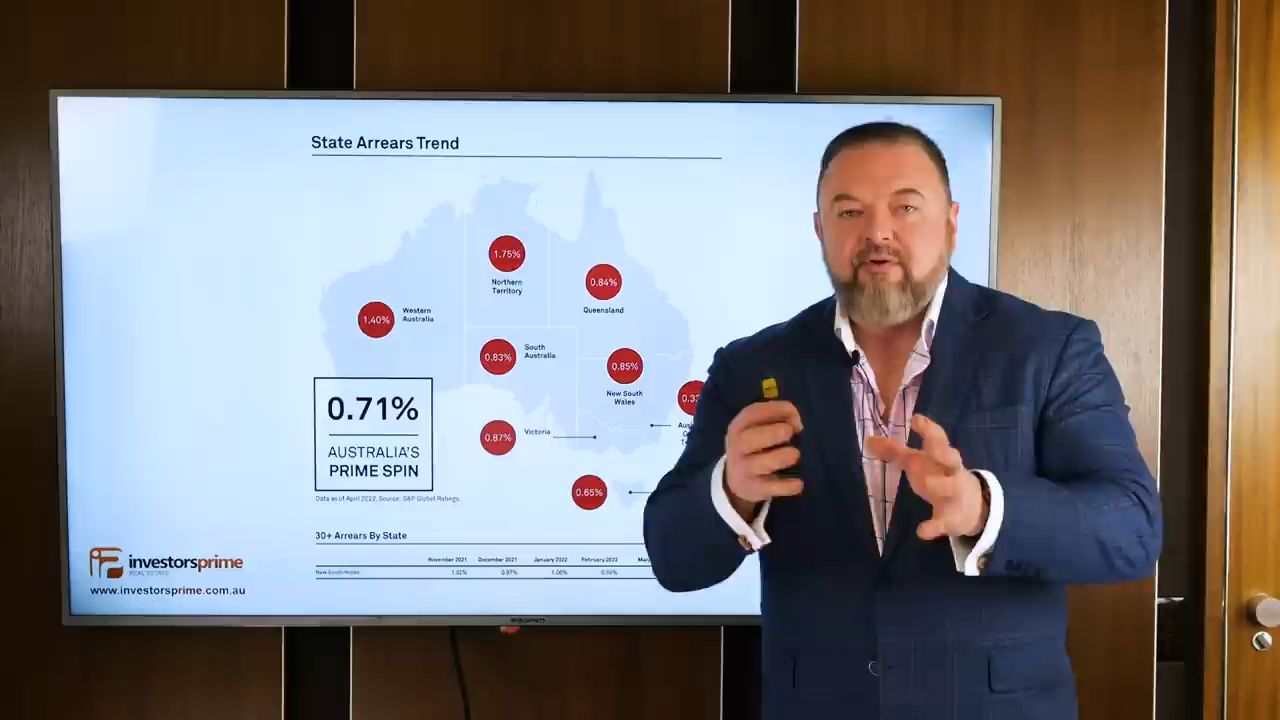 State Arrears Trend
1.75%
Northern
Territory
0.84%
Queensland
1.40%
Western
Australia
0.83%
South
Australia
0.85%
New South
Wales
0.71%
AUSTRALIA'S
PRIME SPIN
0.87%
Victoria
0.65%
Data as of April 2022. Source: S&P Global Ratings.
30+ Arrears By State
November 2021 December 2021 January 2022 February 2022
New South Wales 1.02% 0.97% 1.00%
investorsprime
REAL ESTATE
www.investorsprime.com.au